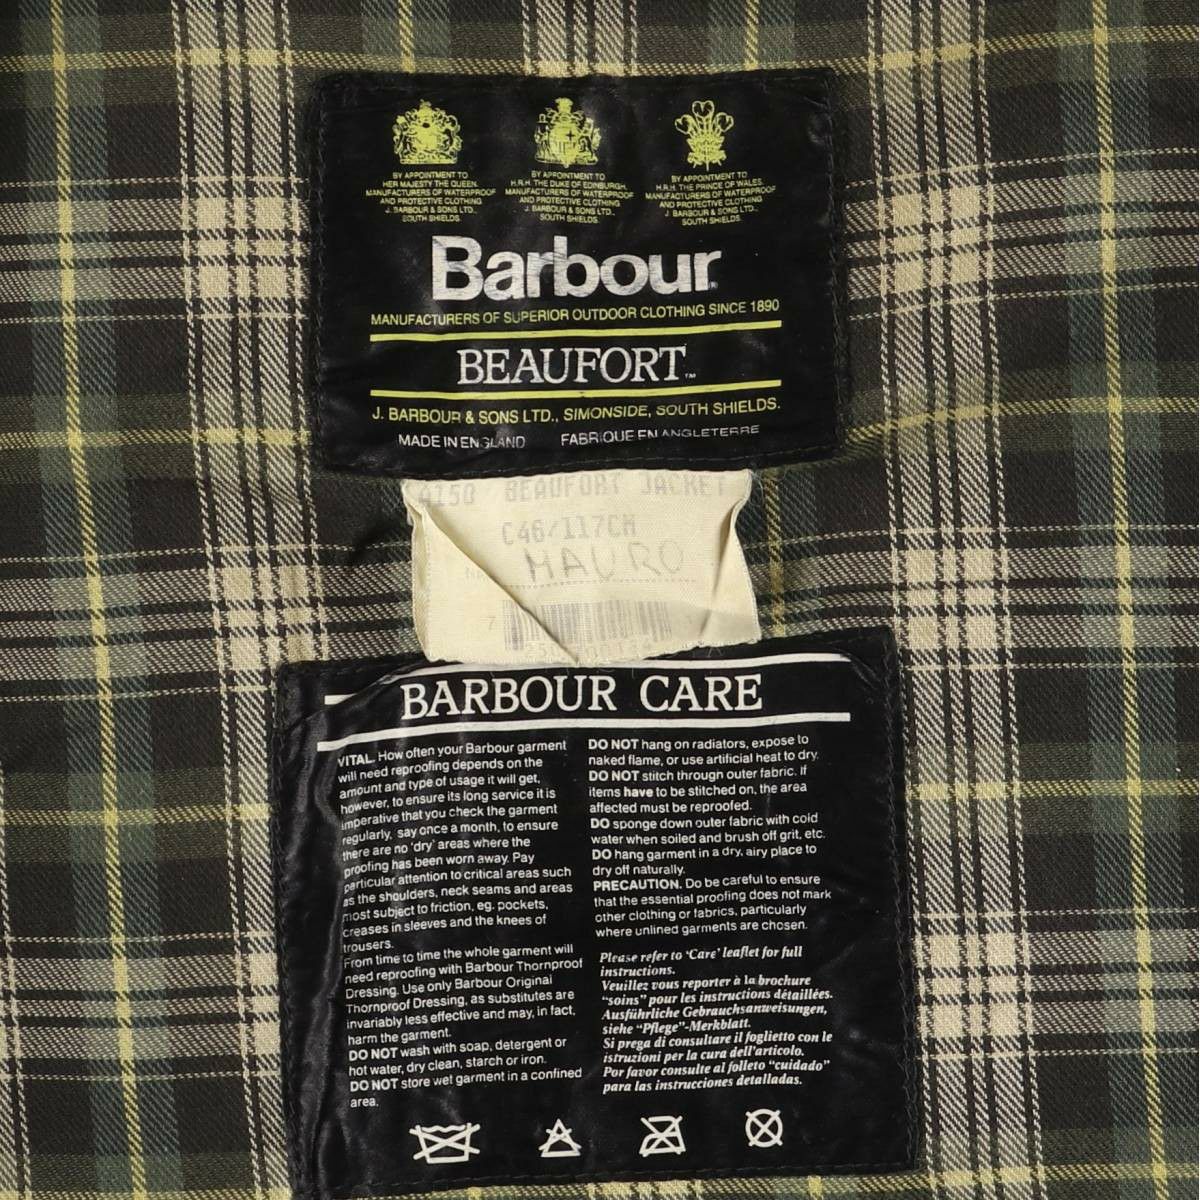 BY APPOINTMENT TO
HER MAJESTY THE QUEEN.
MANUFACTURERS OF WATERPROOF
AND PROTECTIVE CLOTHING
J. BARBOUR & SONS LTD.,
SOUTH SHIELDS.
BY APPOINTMENT TO
H.R.H. THE DUKE OF EDINBURGH.
MANUFACTURERS OF WATERPROOF
AND PROTECTIVE CLOTHING
J. BARBOUR & SONS LTD.,
SOUTH SHIELDS.
BY APPOINTMENT TO
H.R.H. THE PRINCE OF WALES.
MANUFACTURERS OF WATERPROOF
AND PROTECTIVE CLOTHING
J. BARBOUR & SONS LTD.,
SOUTH SHIELDS.
Barbour
MANUFACTURERS OF SUPERIOR OUTDOOR CLOTHING SINCE 1890
BEAUFORT™
J. BARBOUR & SONS LTD., SIMONSIDE, SOUTH SHIELDS.
MADE IN ENGLAND FABRIQUE EN ANGLETERRE
A150 BEAUFORT JACKET
C46/117CM
MAURO
7
BARBOUR CARE
VITAL. How often your Barbour garment
will need reproofing depends on the
amount and type of usage it will get,
however, to ensure its long service it is
imperative that you check the garment
regularly, say once a month, to ensure
there are no 'dry' areas where the
proofing has been worn away. Pay
particular attention to critical areas such
as the shoulders, neck seams and areas
most subject to friction, eg. pockets,
creases in sleeves and the knees of
trousers.
From time to time the whole garment will
need reproofing with Barbour Thornproof
Dressing. Use only Barbour Original
Thornproof Dressing, as substitutes are
invariably less effective and may, in fact,
harm the garment.
DO NOT wash with soap, detergent or
hot water, dry clean, starch or iron.
DO NOT store wet garment in a confined
area.
DO NOT hang on radiators, expose to
naked flame, or use artificial heat to dry.
DO NOT stitch through outer fabric. If
items have to be stitched on, the area
affected must be reproofed.
DO sponge down outer fabric with cold
water when soiled and brush off grit, etc.
DO hang garment in a dry, airy place to
dry off naturally.
PRECAUTION. Do be careful to ensure
that the essential proofing does not mark
other clothing or fabrics, particularly
where unlined garments are chosen.
Please refer to 'Care' leaflet for full
instructions.
Veuillez vous reporter à la brochure
"soins" pour les instructions détaillées.
Ausführliche Gebrauchsanweisungen,
siehe "Pflege"-Merkblatt.
Si prega di consultare il foglietto con le
istruzioni per la cura dell'articolo.
Por favor consulte al folleto "cuidado"
para las instrucciones detalladas.